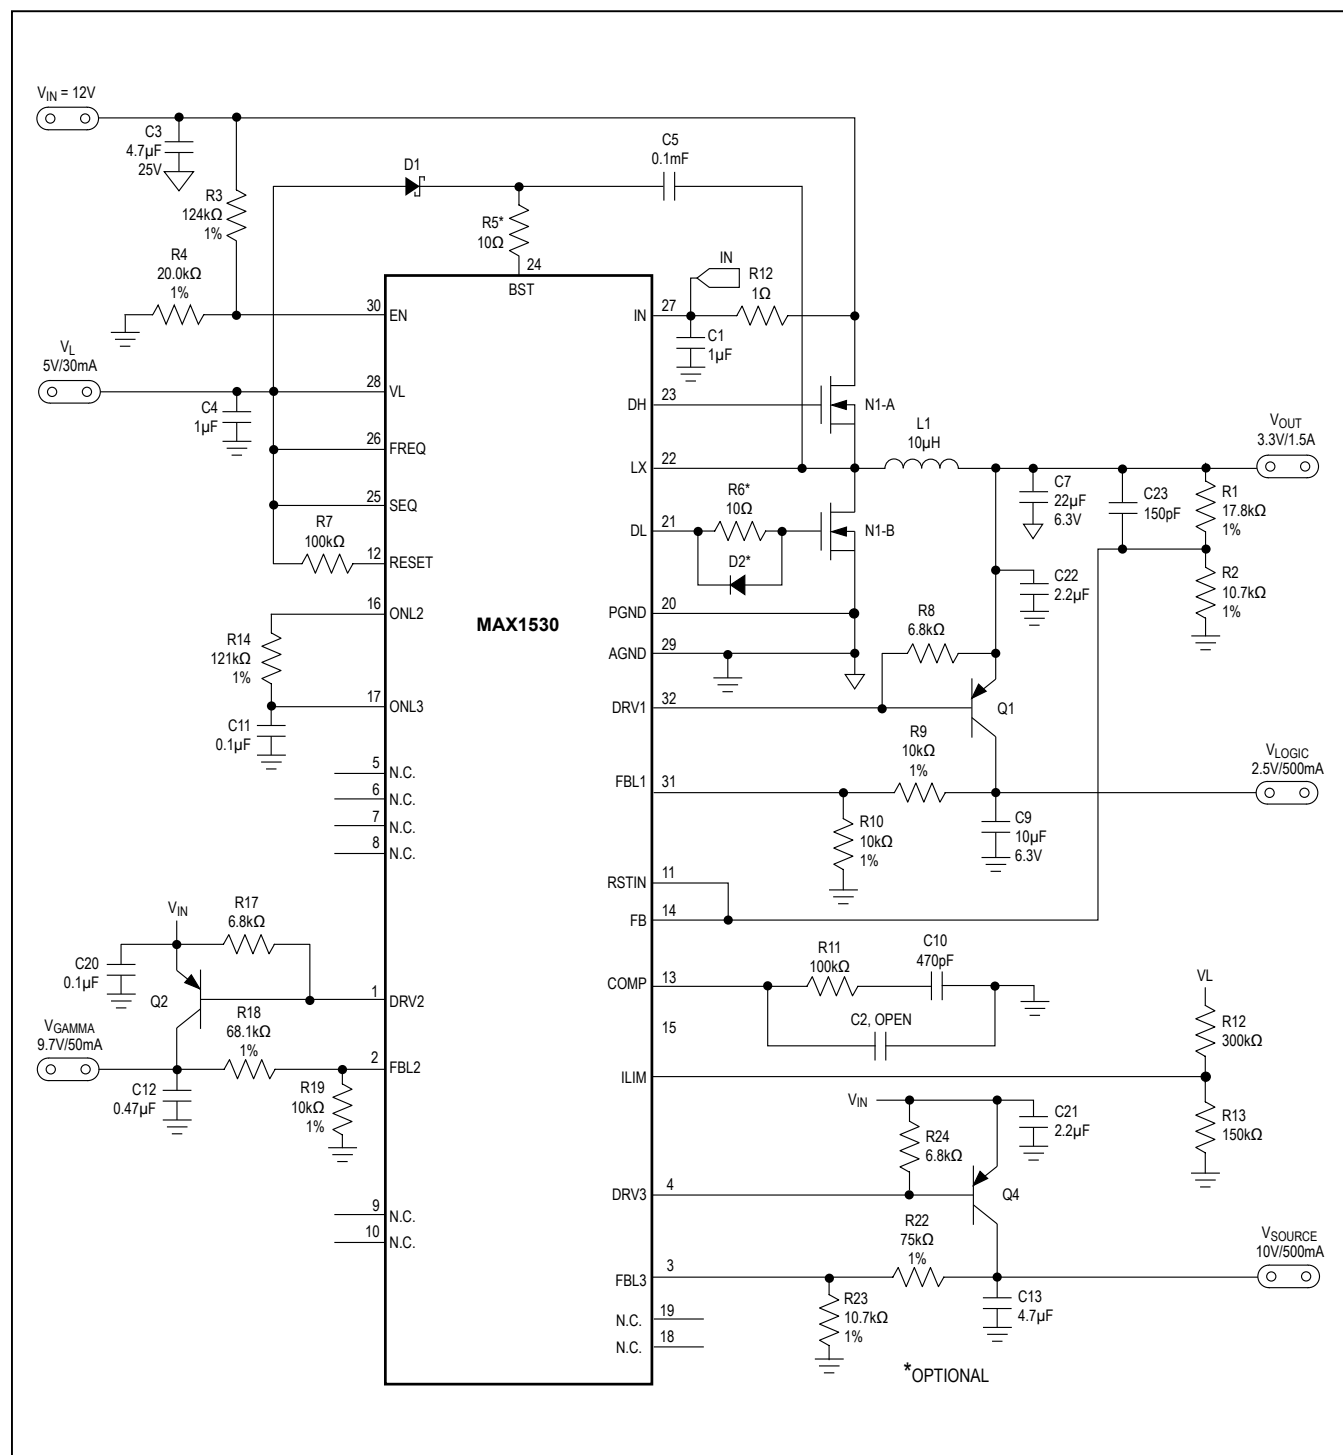 VIN = 12V
C3
4.7µF
25V
R3
124kΩ
1%
R4
20.0kΩ
1%
D1
C5
0.1mF
R5*
10Ω
24
BST
IN
R12
1Ω
27
IN
C1
1µF
30
EN
VL
5V/30mA
C4
1µF
28
VL
26
FREQ
25
SEQ
R7
100kΩ
12
RESET
16
ONL2
R14
121kΩ
1%
17
ONL3
C11
0.1µF
5
N.C.
6
N.C.
7
N.C.
8
N.C.
MAX1530
DH
23
N1-A
LX
22
L1
10µH
VOUT
3.3V/1.5A
C7
22µF
6.3V
C23
150pF
R1
17.8kΩ
1%
R2
10.7kΩ
1%
DL
21
R6*
10Ω
D2*
N1-B
C22
2.2µF
PGND
20
AGND
29
R8
6.8kΩ
DRV1
32
Q1
FBL1
31
R9
10kΩ
1%
R10
10kΩ
1%
VLOGIC
2.5V/500mA
C9
10µF
6.3V
RSTIN
11
FB
14
COMP
13
R11
100kΩ
C10
470pF
C2, OPEN
15
ILIM
VL
R12
300kΩ
R13
150kΩ
VIN
R17
6.8kΩ
C20
0.1µF
Q2
1
DRV2
VGAMMA
9.7V/50mA
R18
68.1kΩ
1%
2
FBL2
C12
0.47µF
R19
10kΩ
1%
9
N.C.
10
N.C.
VIN
C21
2.2µF
R24
6.8kΩ
DRV3
4
Q4
R22
75kΩ
1%
FBL3
3
VSOURCE
10V/500mA
R23
10.7kΩ
1%
C13
4.7µF
N.C.
19
N.C.
18
*OPTIONAL